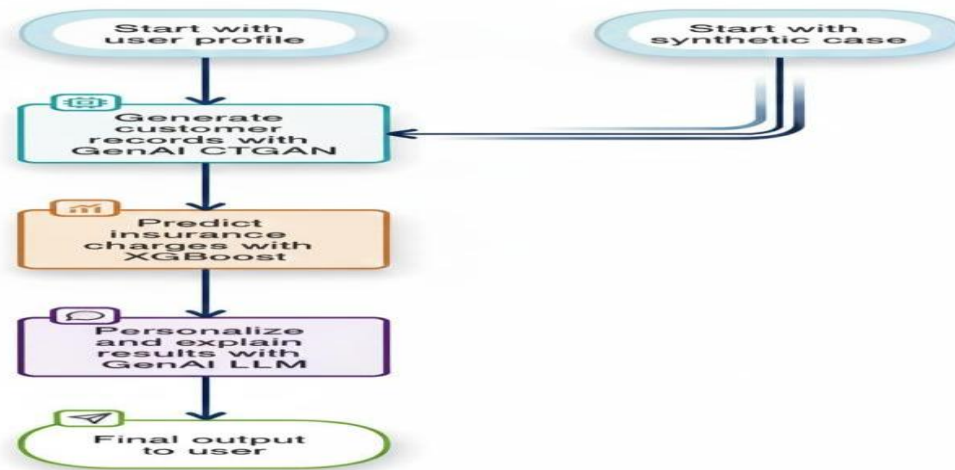 Start with
user profile
Start with
synthetic case
Generate
customer
records with
GenAI CTGAN
Predict
insurance
charges with
XGBoost
Personalize
and explain
results with
GenAI LLM
Final output
to user